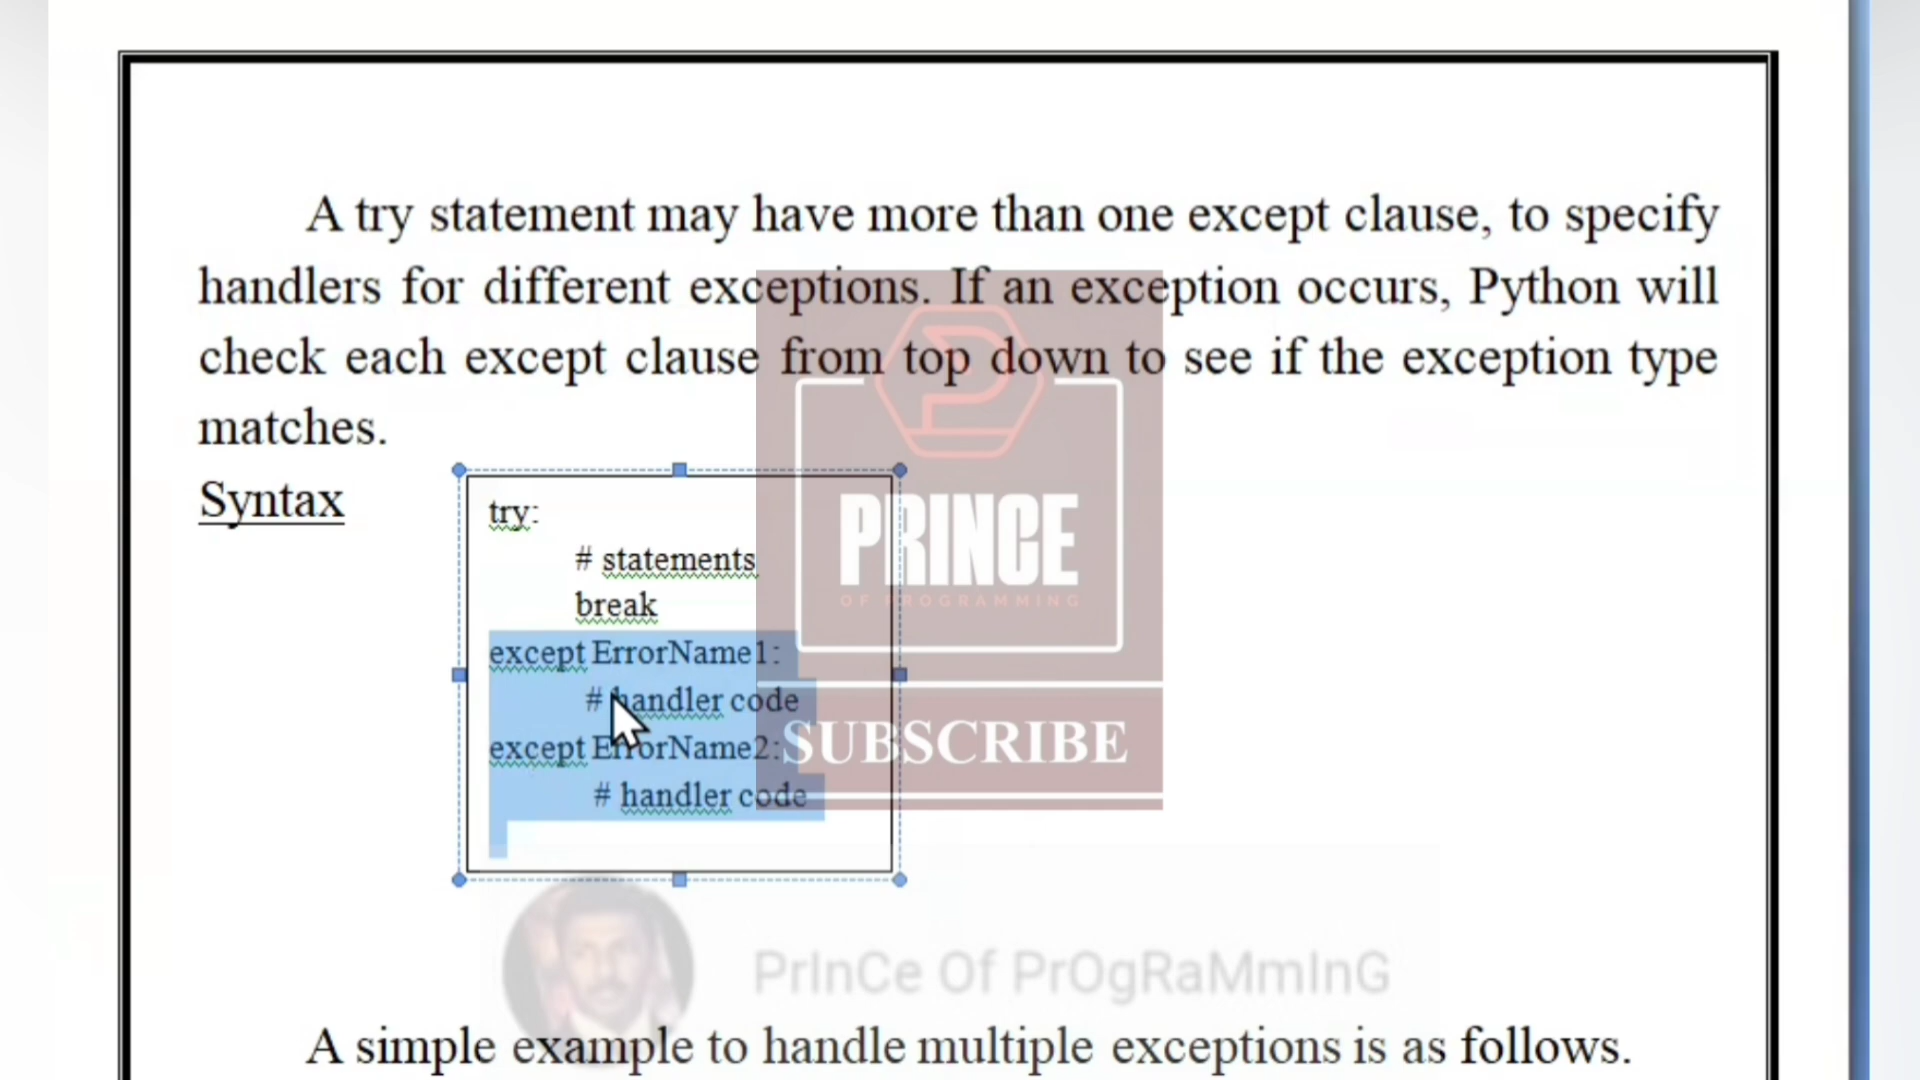 A try statement may have more than one except clause, to specify
handlers for different exceptions. If an exception occurs, Python will
check each except clause from top down to see if the exception type
matches.
Syntax
try:
# statements
break
except ErrorName1:
# handler code
except ErrorName2:
# handler code
PRINCE
OF PROGRAMMING
SUBSCRIBE
PrInCe Of PrOgRaMmInG
A simple example to handle multiple exceptions is as follows.